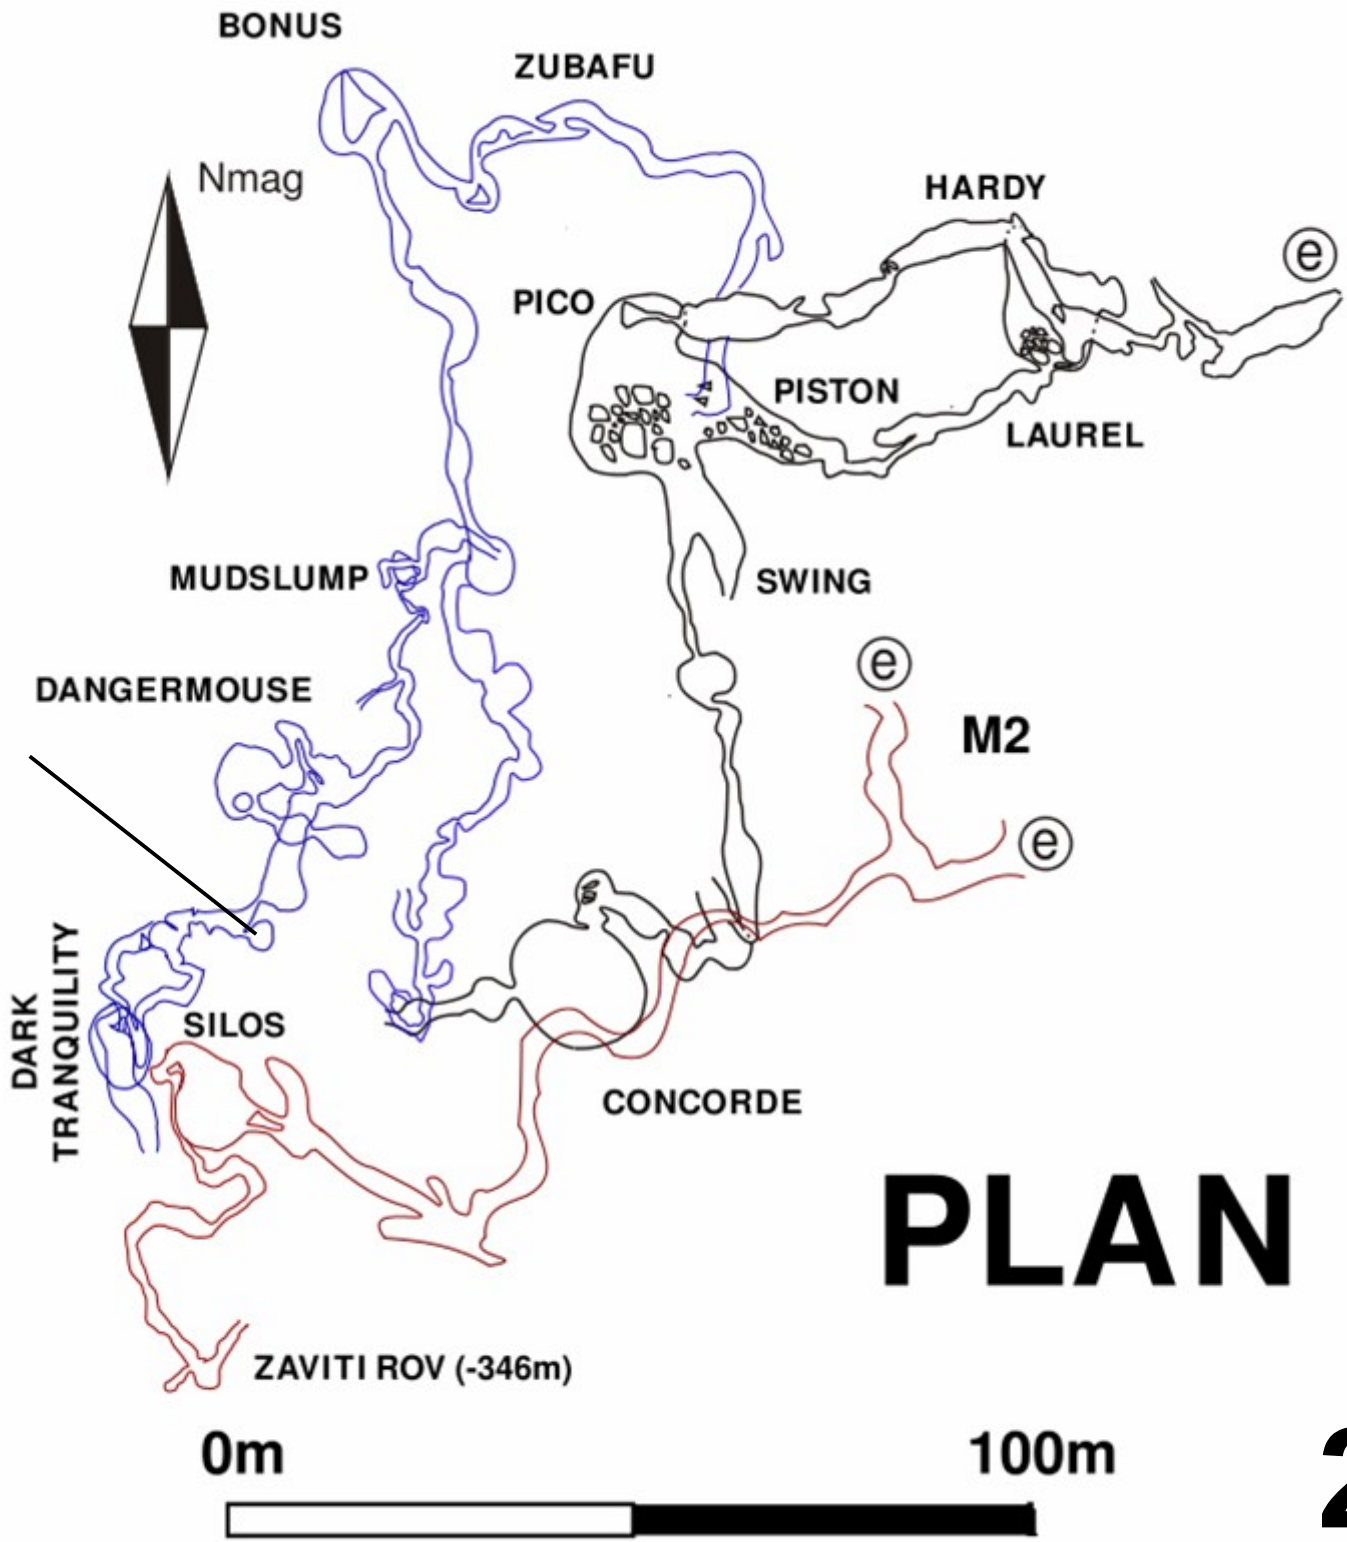 BONUS
ZUBAFU
Nmag
HARDY
e
PICO
PISTON
LAUREL
MUDSLUMP
SWING
e
DANGERMOUSE
M2
e
DARK
TRANQUILITY
SILOS
CONCORDE
PLAN
ZAVITI ROV (-346m)
0m
100m
2